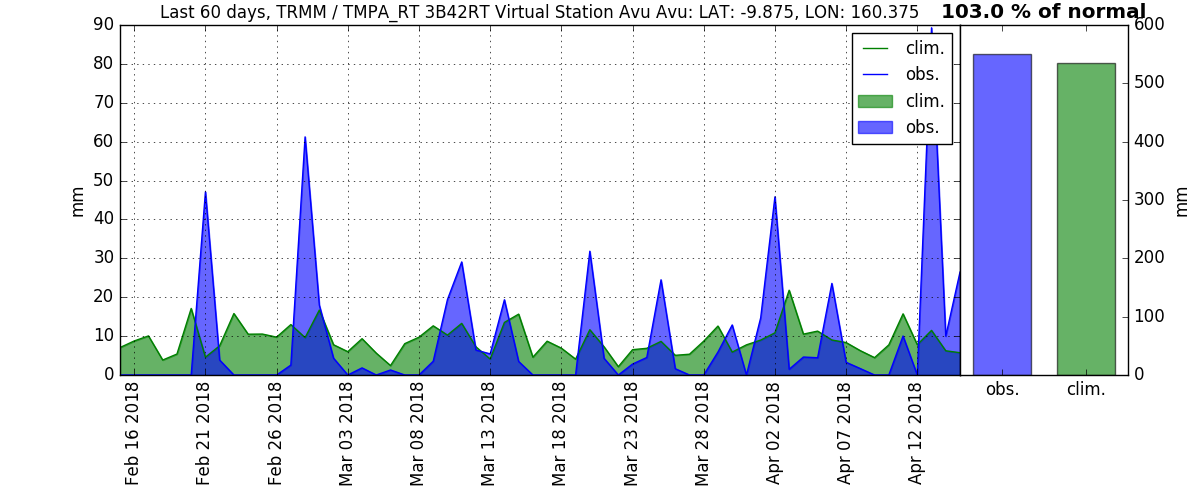 Last 60 days, TRMM / TMPA_RT 3B42RT Virtual Station Avu Avu: LAT: -9.875, LON: 160.375
103.0 % of normal
mm
90
80
70
60
50
40
30
20
10
0
clim.
obs.
clim.
obs.
Feb 16 2018
Feb 21 2018
Feb 26 2018
Mar 03 2018
Mar 08 2018
Mar 13 2018
Mar 18 2018
Mar 23 2018
Mar 28 2018
Apr 02 2018
Apr 07 2018
Apr 12 2018
600
500
400
300
200
100
0
mm
obs.
clim.